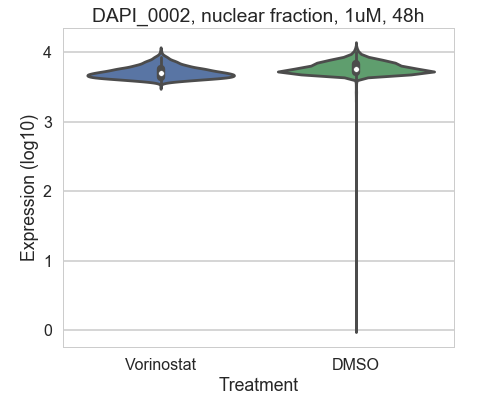 DAPI_0002, nuclear fraction, 1uM, 48h
Expression (log10)
4
3
2
1
0
Vorinostat DMSO
Treatment